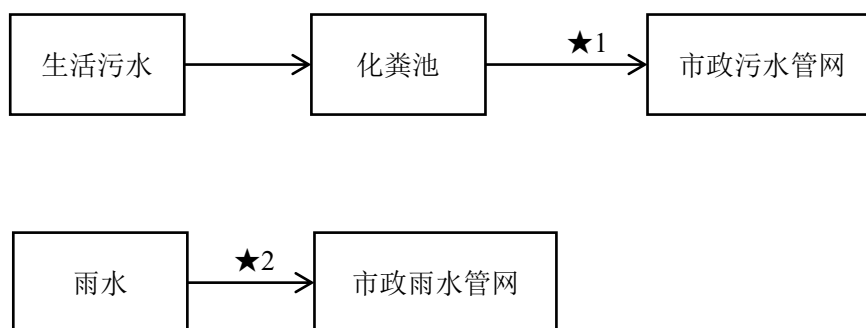 生活污水
化粪池
★1
市政污水管网
雨水
★2
市政雨水管网